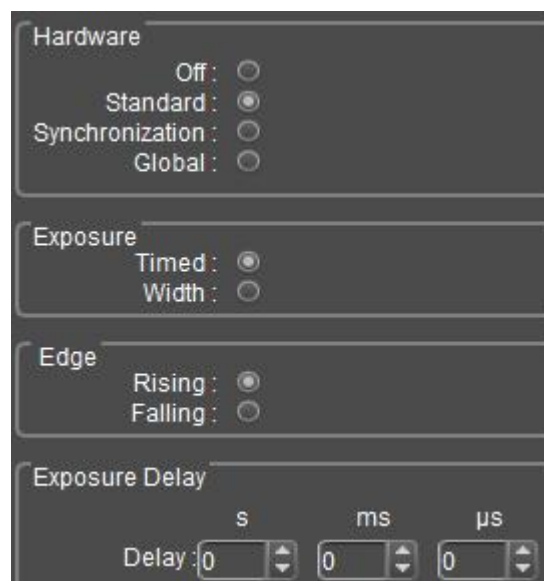 Hardware
Off :
Standard :
Synchronization :
Global :
Exposure
Timed :
Width :
Edge
Rising :
Falling :
Exposure Delay
s ms µs
Delay : 0 0 0